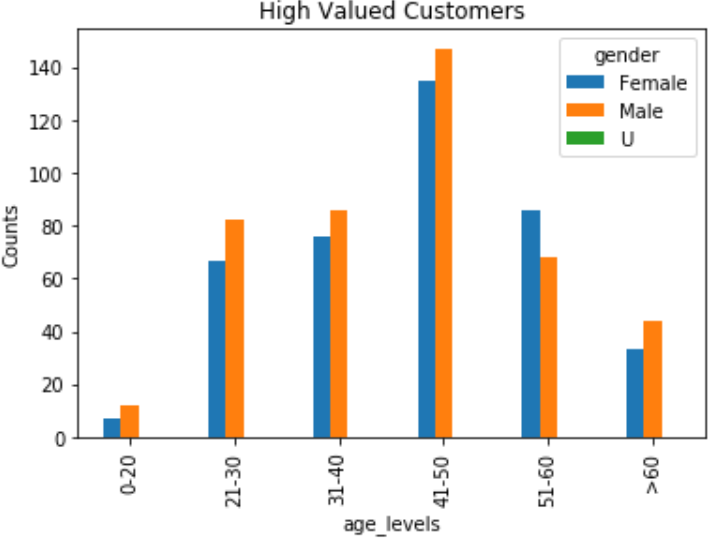 High Valued Customers
gender
Female
Male
U
Counts
140
120
100
80
60
40
20
0
0-20
21-30
31-40
41-50
51-60
>60
age_levels